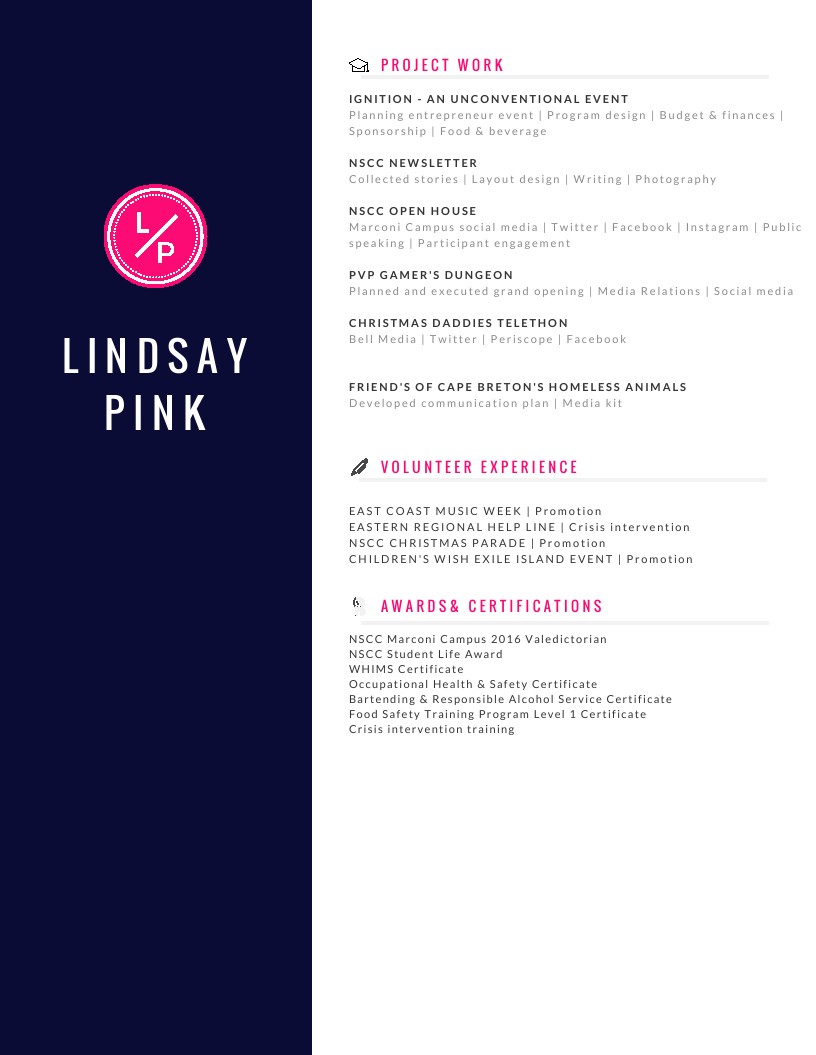 L/P
LINDSAY
PINK
PROJECT WORK
IGNITION - AN UNCONVENTIONAL EVENT
Planning entrepreneur event | Program design | Budget & finances |
Sponsorship | Food & beverage
NSCC NEWSLETTER
Collected stories | Layout design | Writing | Photography
NSCC OPEN HOUSE
Marconi Campus social media | Twitter | Facebook | Instagram | Public
speaking | Participant engagement
PVP GAMER'S DUNGEON
Planned and executed grand opening | Media Relations | Social media
CHRISTMAS DADDIES TELETHON
Bell Media | Twitter | Periscope | Facebook
FRIEND'S OF CAPE BRETON'S HOMELESS ANIMALS
Developed communication plan | Media kit
VOLUNTEER EXPERIENCE
EAST COAST MUSIC WEEK | Promotion
EASTERN REGIONAL HELP LINE | Crisis intervention
NSCC CHRISTMAS PARADE | Promotion
CHILDREN'S WISH EXILE ISLAND EVENT | Promotion
AWARDS& CERTIFICATIONS
NSCC Marconi Campus 2016 Valedictorian
NSCC Student Life Award
WHIMS Certificate
Occupational Health & Safety Certificate
Bartending & Responsible Alcohol Service Certificate
Food Safety Training Program Level 1 Certificate
Crisis intervention training